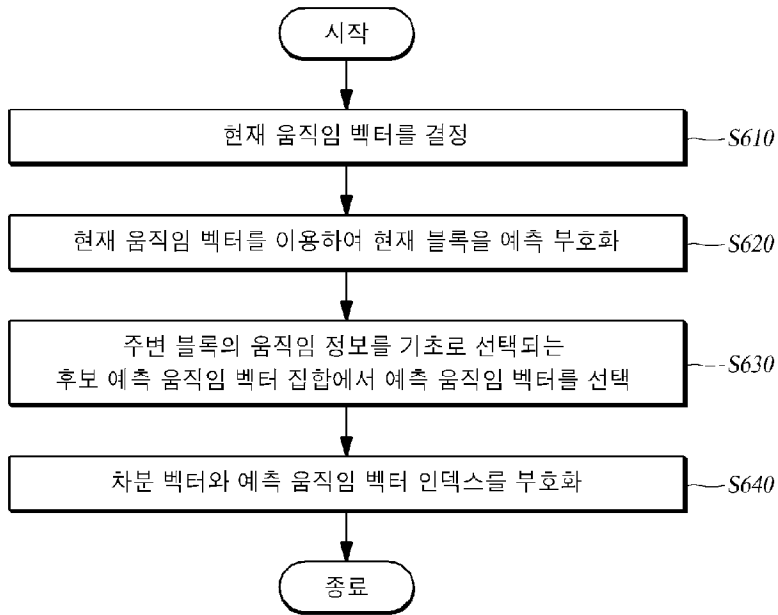 시작
현재 움직임 벡터를 결정
S610
현재 움직임 벡터를 이용하여 현재 블록을 예측 부호화
S620
주변 블록의 움직임 정보를 기초로 선택되는
후보 예측 움직임 벡터 집합에서 예측 움직임 벡터를 선택
S630
차분 벡터와 예측 움직임 벡터 인덱스를 부호화
S640
종료